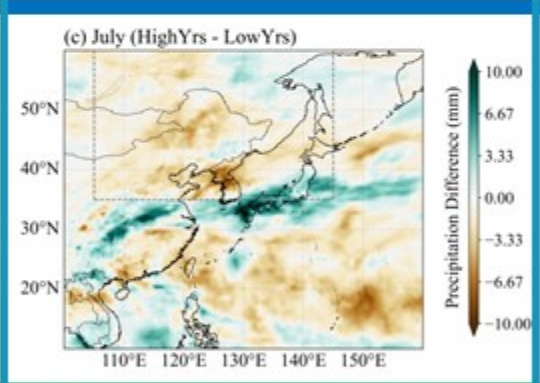 (c) July (HighYrs - LowYrs)
50°N
40°N
30°N
20°N
110°E 120°E 130°E 140°E 150°E
10.00
6.67
3.33
0.00
−3.33
−6.67
−10.00
Precipitation Difference (mm)